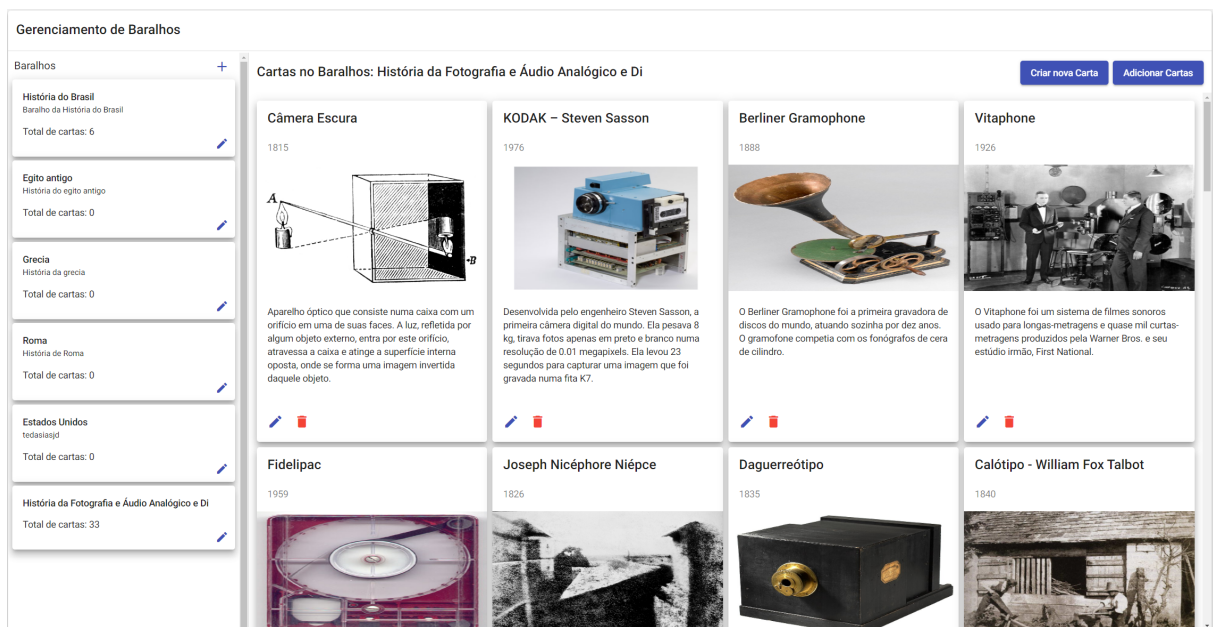 Gerenciamento de Baralhos
Baralhos
+
História do Brasil
Baralho da História do Brasil
Total de cartas: 6
Egito antigo
História do egito antigo
Total de cartas: 0
Grecia
História da grecia
Total de cartas: 0
Roma
História de Roma
Total de cartas: 0
Estados Unidos
tedasiasjd
Total de cartas: 0
História da Fotografia e Áudio Analógico e Di
Total de cartas: 33
Cartas no Baralhos: História da Fotografia e Áudio Analógico e Di
Criar nova Carta
Adicionar Cartas
Câmera Escura
1815
A
B
Aparelho óptico que consiste numa caixa com um
orifício em uma de suas faces. A luz, refletida por
algum objeto externo, entra por este orifício,
atravessa a caixa e atinge a superfície interna
oposta, onde se forma uma imagem invertida
daquele objeto.
KODAK – Steven Sasson
1976
Desenvolvida pelo engenheiro Steven Sasson, a
primeira câmera digital do mundo. Ela pesava 8
kg, tirava fotos apenas em preto e branco numa
resolução de 0.01 megapixels. Ela levou 23
segundos para capturar uma imagem que foi
gravada numa fita K7.
Berliner Gramophone
1888
O Berliner Gramophone foi a primeira gravadora de
discos do mundo, atuando sozinha por dez anos.
O gramofone competia com os fonógrafos de cera
de cilindro.
Vitaphone
1926
O Vitaphone foi um sistema de filmes sonoros
usado para longas-metragens e quase mil curtas-
metragens produzidos pela Warner Bros. e seu
estúdio irmão, First National.
Fidelipac
1959
Joseph Nicéphore Niépce
1826
Daguerreótipo
1835
Calótipo - William Fox Talbot
1840